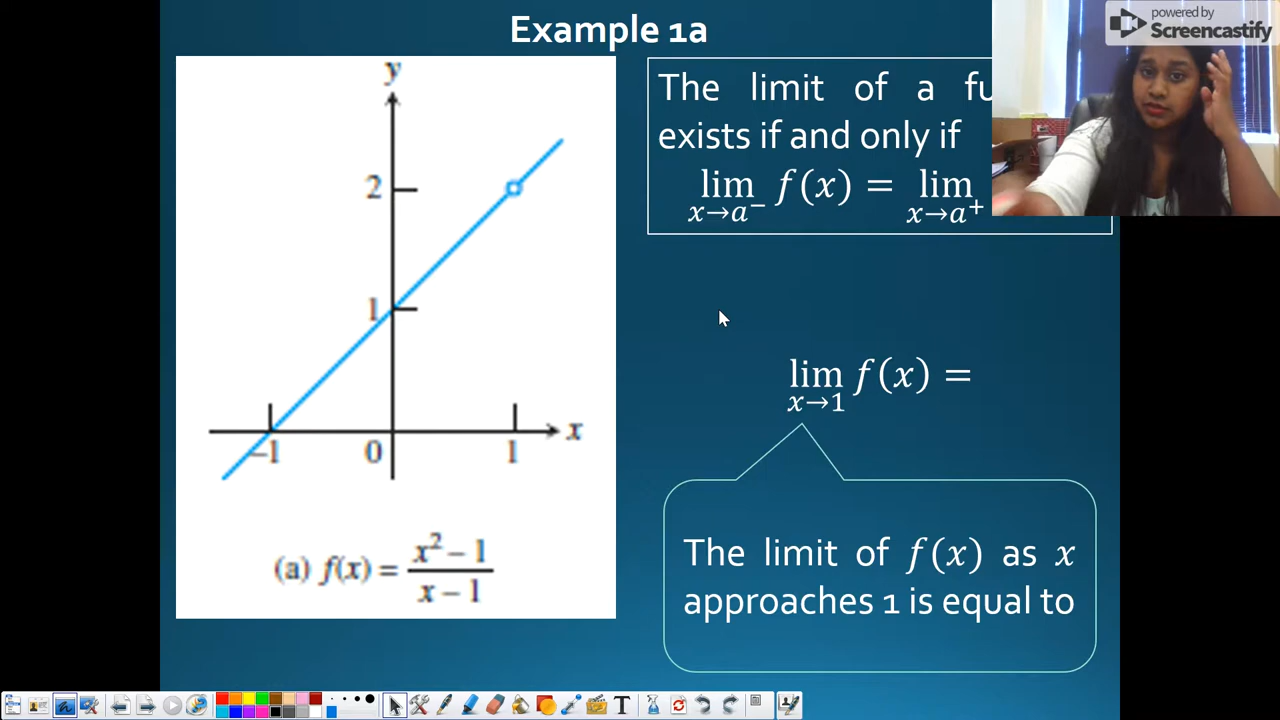 Example 1a
y
2
1
-1
0
1
x
(a) f(x) = x² – 1 / x – 1
The limit of a
exists if and only if
lim x→a⁻ f(x) = lim x→a⁺
lim x→1 f(x) =
The limit of f(x) as x
approaches 1 is equal to
powered by
Screencastify
T